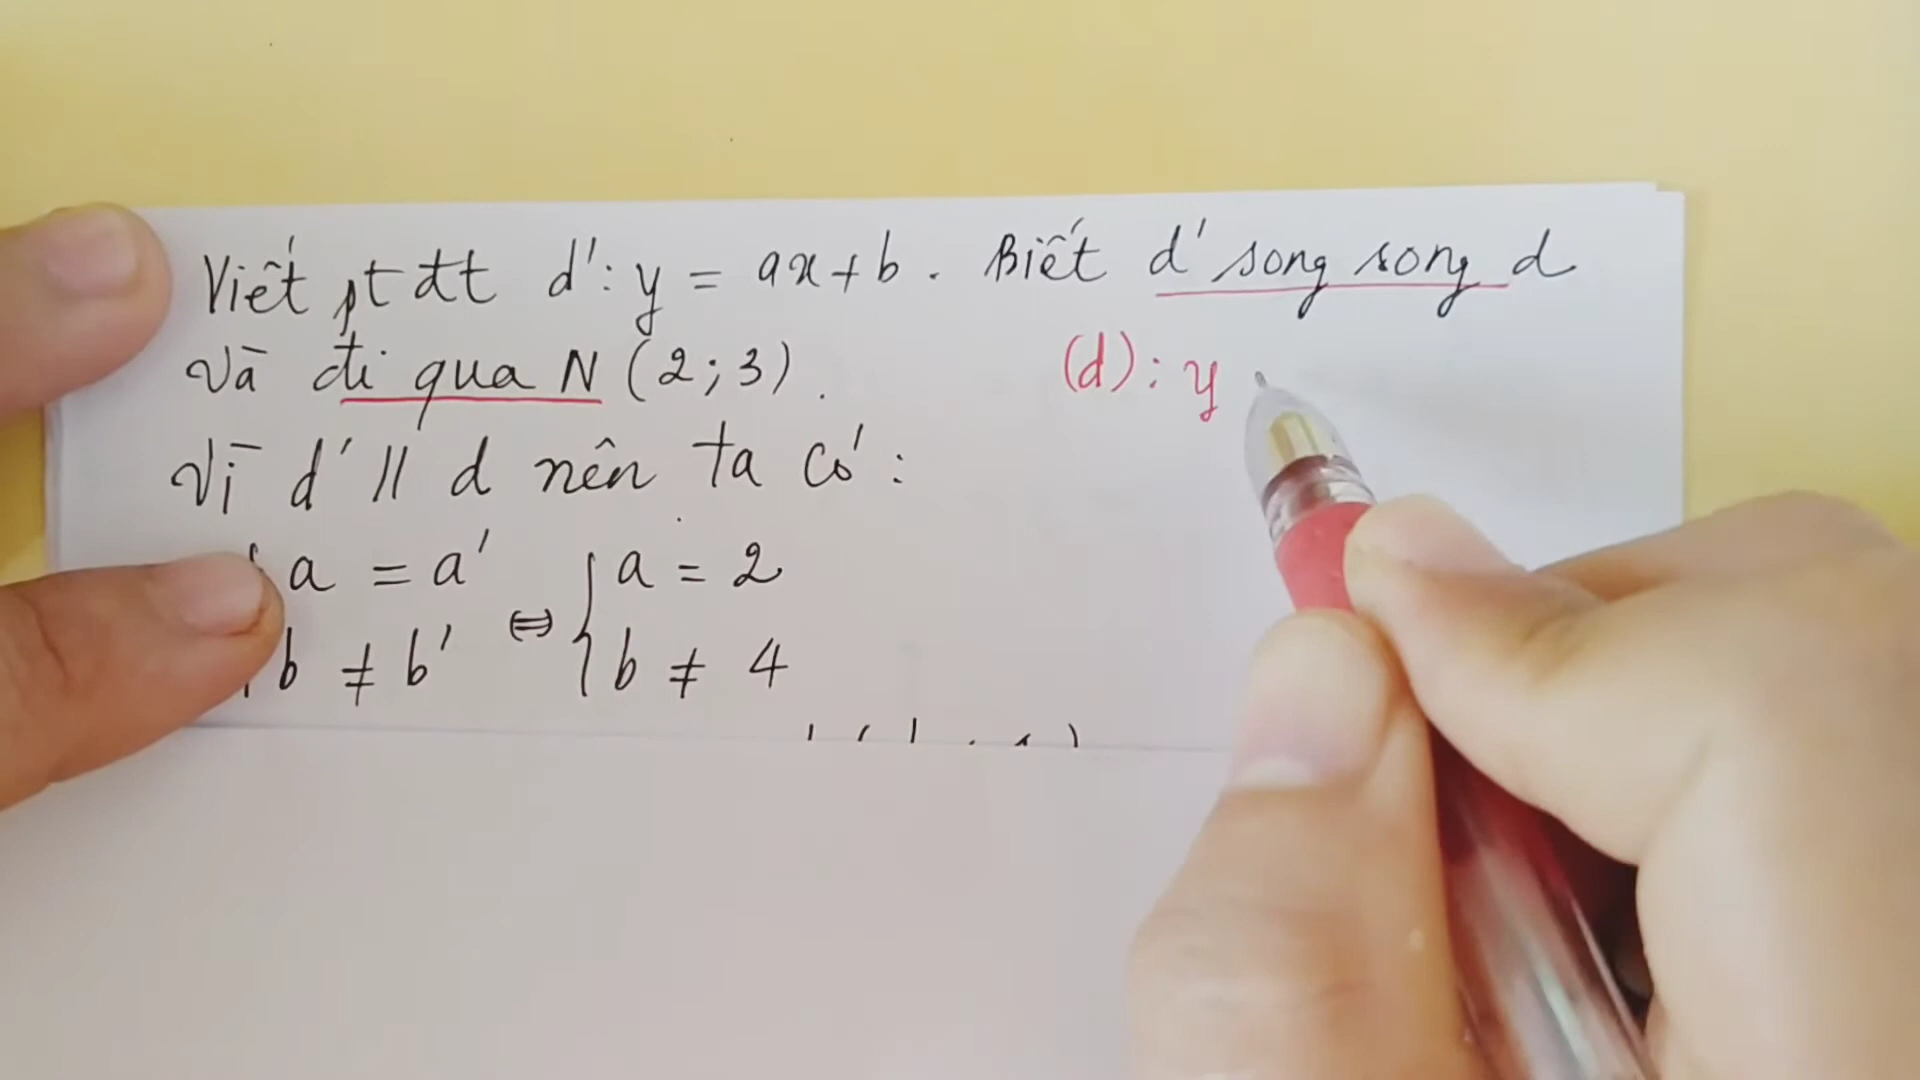 Viết pt đt d': y = ax + b. Biết d' song song d
Và đi qua N (2; 3).
(d): y
Vì d' // d nên ta có:
a = a' ⇔ { a = 2
b ≠ b' b ≠ 4